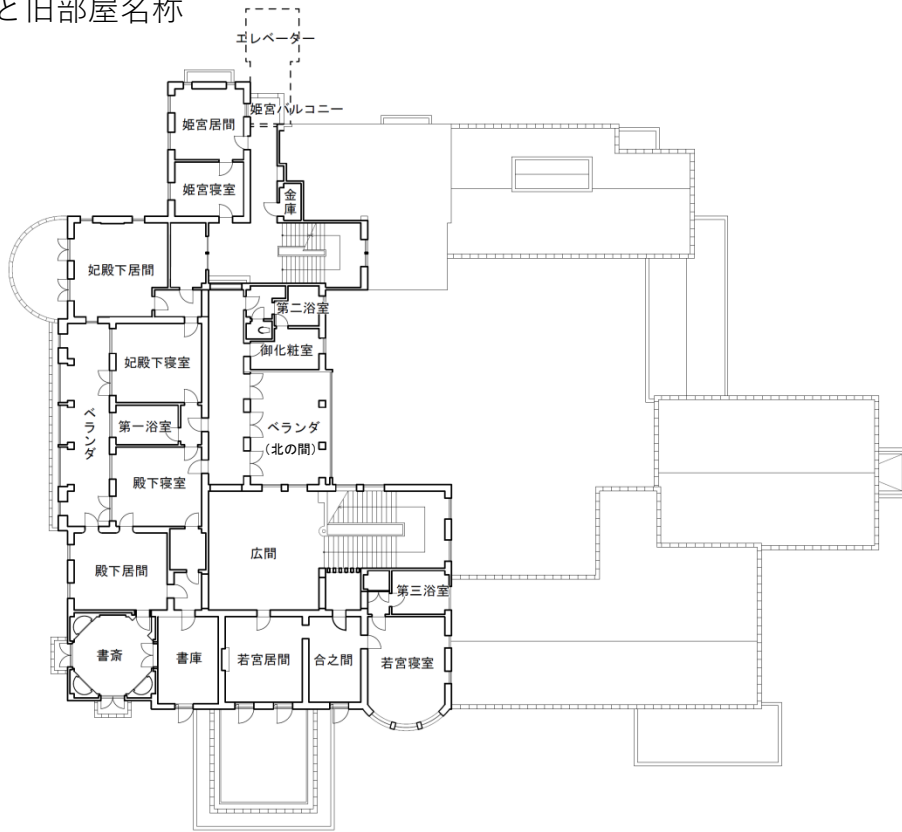 と旧部屋名称
エレベーター
姫宮バルコニー
姫宮居間
姫宮寝室
金
庫
妃殿下居間
第二浴室
御化粧室
妃殿下寝室
ベランダ
第一浴室
ベランダ
(北の間)
殿下寝室
殿下居間
広間
第三浴室
書斎
書庫
若宮居間
合之間
若宮寝室